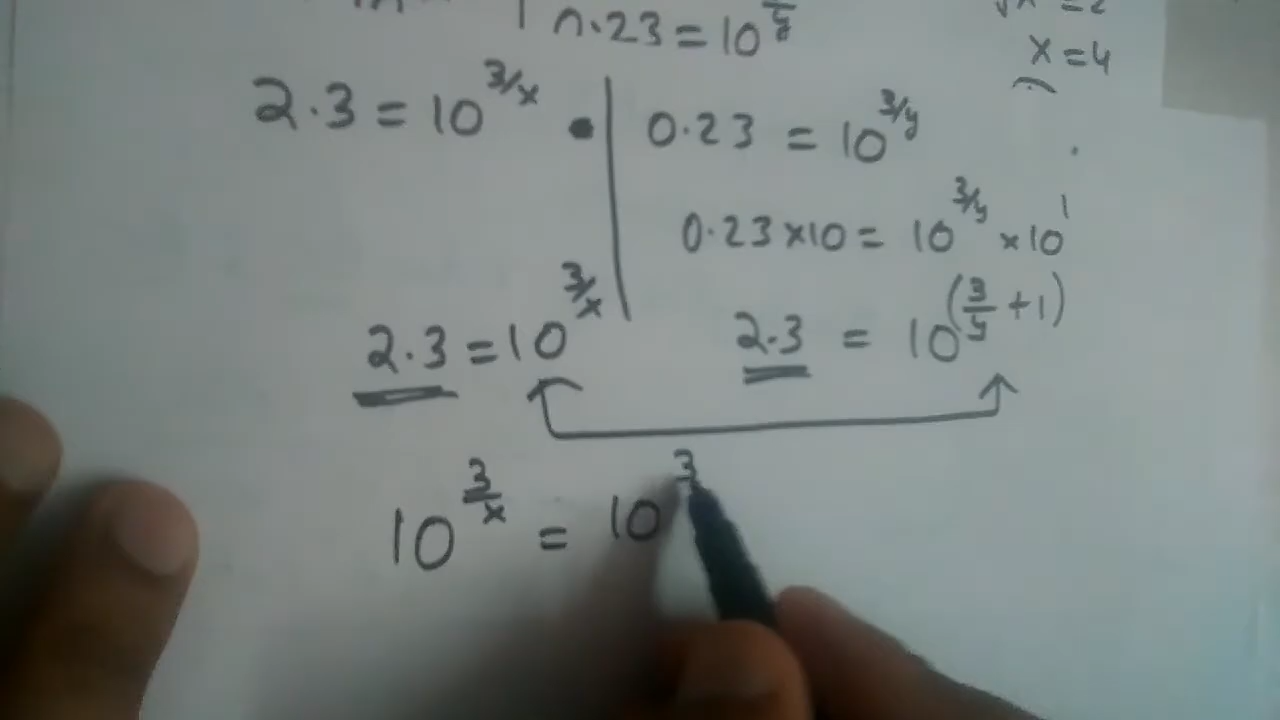 0.23 = 10
= 2
x = 4
2.3 = 10^{3/x}
0.23 = 10^{3/y}
0.23×10 = 10^{3/y} × 10^1
2.3 = 10^{3/x}
2.3 = 10^{(3/y + 1)}
10^{3/x} = 10^3